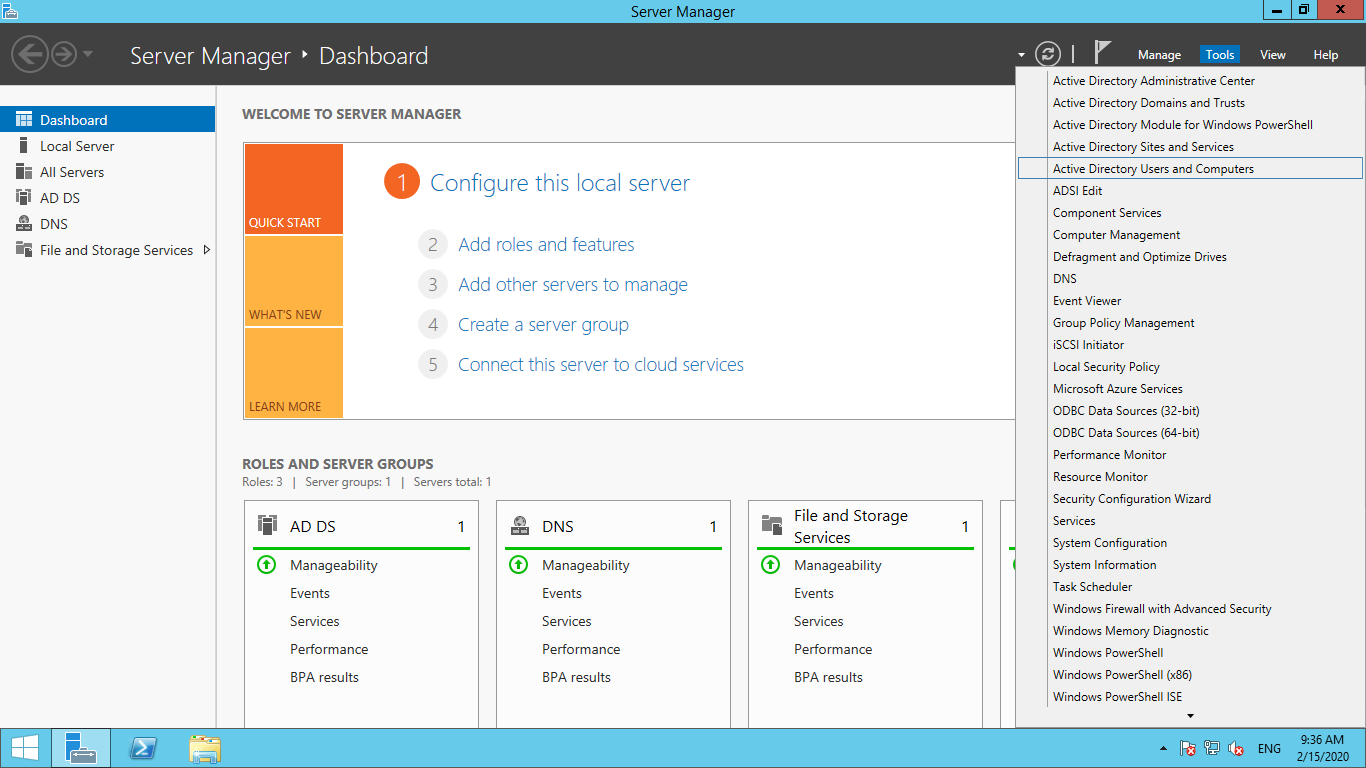 Server Manager
Server Manager ‣ Dashboard
Manage Tools View Help
Dashboard
Local Server
All Servers
AD DS
DNS
File and Storage Services
WELCOME TO SERVER MANAGER
QUICK START
WHAT'S NEW
LEARN MORE
1 Configure this local server
2 Add roles and features
3 Add other servers to manage
4 Create a server group
5 Connect this server to cloud services
ROLES AND SERVER GROUPS
Roles: 3 | Server groups: 1 | Servers total: 1
AD DS 1
Manageability
Events
Services
Performance
BPA results
DNS 1
Manageability
Events
Services
Performance
BPA results
File and Storage
Services 1
Manageability
Events
Services
Performance
BPA results
Active Directory Administrative Center
Active Directory Domains and Trusts
Active Directory Module for Windows PowerShell
Active Directory Sites and Services
Active Directory Users and Computers
ADSI Edit
Component Services
Computer Management
Defragment and Optimize Drives
DNS
Event Viewer
Group Policy Management
iSCSI Initiator
Local Security Policy
Microsoft Azure Services
ODBC Data Sources (32-bit)
ODBC Data Sources (64-bit)
Performance Monitor
Resource Monitor
Security Configuration Wizard
Services
System Configuration
System Information
Task Scheduler
Windows Firewall with Advanced Security
Windows Memory Diagnostic
Windows PowerShell
Windows PowerShell (x86)
Windows PowerShell ISE
ENG
9:36 AM
2/15/2020